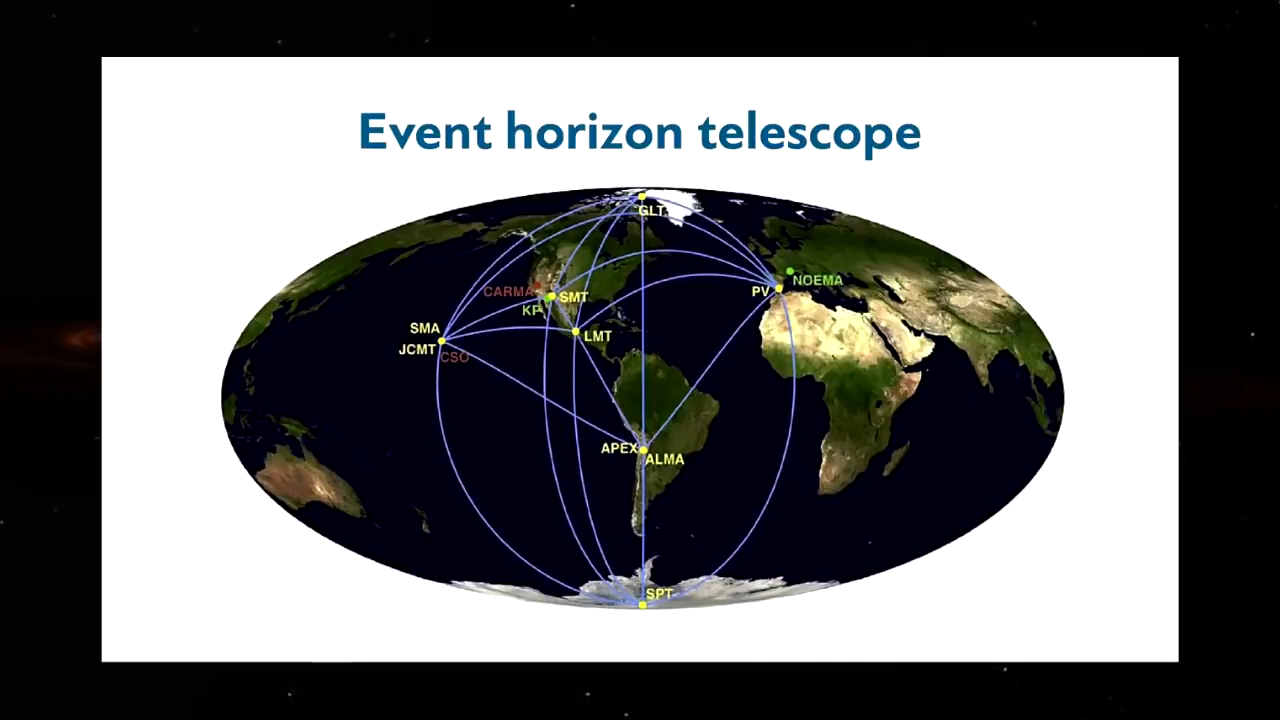 Event horizon telescope
GLT
NOEMA
CARMA
PV
SMT
KP
SMA
LMT
JCMT
CSO
APEX
ALMA
SPT